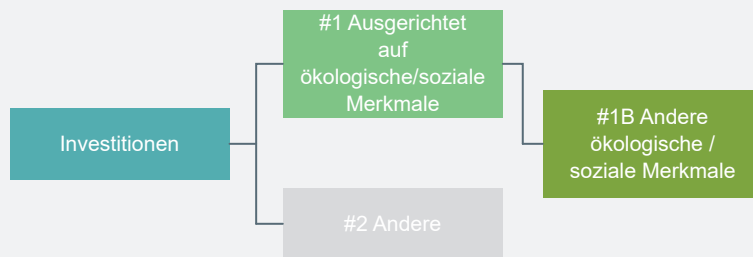 #1 Ausgerichtet
auf
ökologische/soziale
Merkmale
Investitionen
#1B Andere
ökologische /
soziale Merkmale
#2 Andere